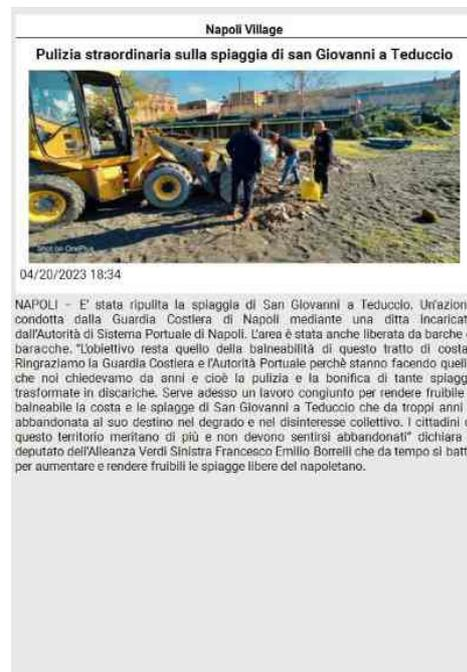 Napoli Village
Pulizia straordinaria sulla spiaggia di san Giovanni a Teduccio
Shot on OnePlus
04/20/2023 18:34
NAPOLI – E' stata ripulita la spiaggia di San Giovanni a Teduccio. Un'azion
condotta dalla Guardia Costiera di Napoli mediante una ditta incaricat
dall'Autorità di Sistema Portuale di Napoli. L'area è stata anche liberata da barche
baracche. "L'obiettivo resta quello della balneabilità di questo tratto di costa
Ringraziamo la Guardia Costiera e l'Autorità Portuale perchè stanno facendo quell
che noi chiedevamo da anni e cioè la pulizia e la bonifica di tante spiagg
trasformate in discariche. Serve adesso un lavoro congiunto per rendere fruibile
balneabile la costa e le spiagge di San Giovanni a Teduccio che da troppi anni
abbandonata al suo destino nel degrado e nel disinteresse collettivo. I cittadini
questo territorio meritano di più e non devono sentirsi abbandonati" dichiara
deputato dell'Alleanza Verdi Sinistra Francesco Emilio Borrelli che da tempo si batt
per aumentare e rendere fruibili le spiagge libere del napoletano.